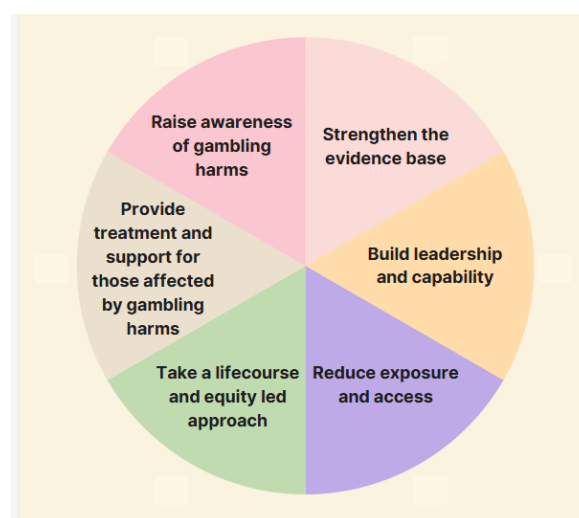 Raise awareness
of gambling
harms
Strengthen the
evidence base
Provide
treatment and
support for
those affected
by gambling
harms
Build leadership
and capability
Take a lifecourse
and equity led
approach
Reduce exposure
and access